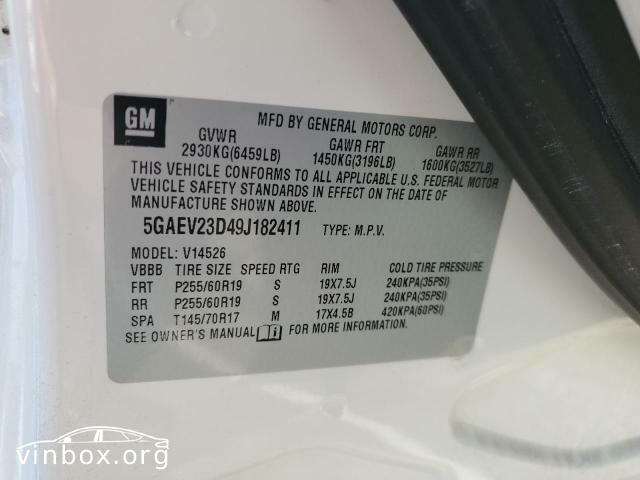 GM
MFD BY GENERAL MOTORS CORP.
GVWR GAWR FRT GAWR RR
2930KG(6459LB) 1450KG(3196LB) 1600KG(3527LB)
THIS VEHICLE CONFORMS TO ALL APPLICABLE U.S. FEDERAL MOTOR
VEHICLE SAFETY STANDARDS IN EFFECT ON THE DATE OF
MANUFACTURE SHOWN ABOVE.
5GAEV23D49J182411 TYPE: M.P.V.
MODEL: V14526
VBBB TIRE SIZE SPEED RTG RIM COLD TIRE PRESSURE
FRT P255/60R19 S 19X7.5J 240KPA(35PSI)
RR P255/60R19 S 19X7.5J 240KPA(35PSI)
SPA T145/70R17 M 17X4.5B 420KPA(60PSI)
SEE OWNER'S MANUAL FOR MORE INFORMATION.
vinbox.org